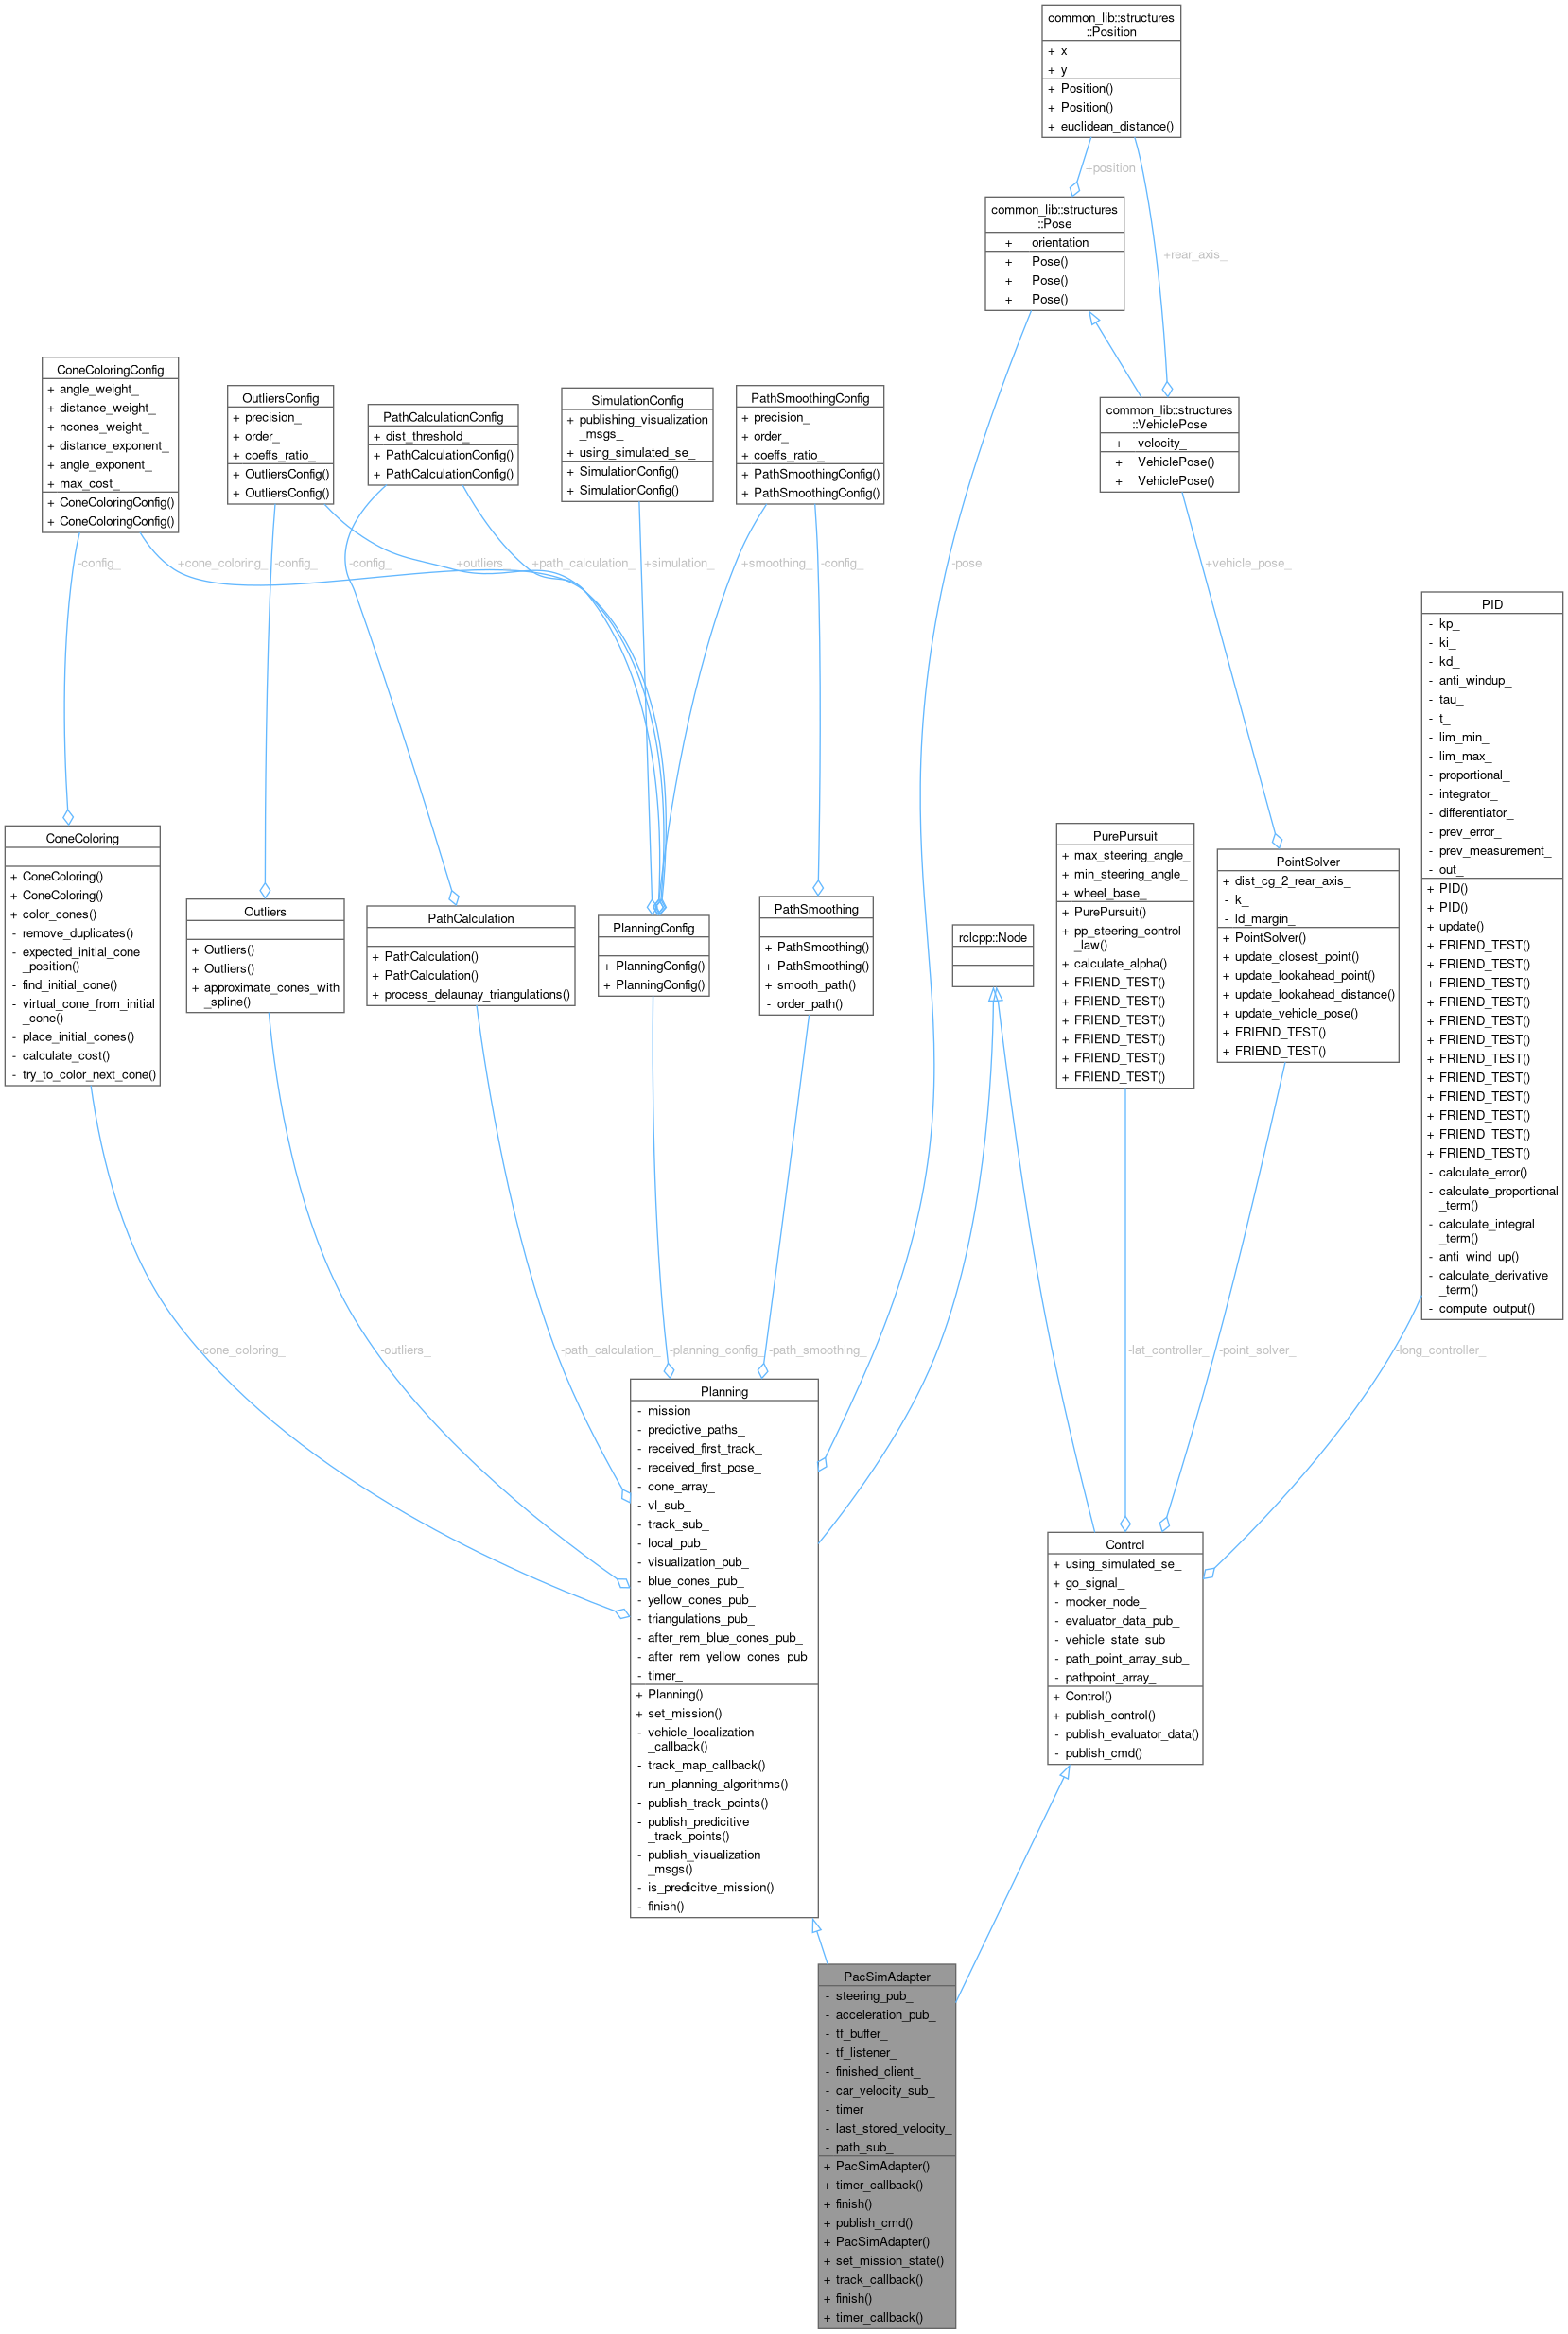 common_lib::structures
::Position
+ x
+ y
+ Position()
+ Position()
+ euclidean_distance()
+position
common_lib::structures
::Pose
+ orientation
+ Pose()
+ Pose()
+ Pose()
+rear_axis_
common_lib::structures
::VehiclePose
+ velocity_
+ VehiclePose()
+ VehiclePose()
ConeColoringConfig
+ angle_weight_
+ distance_weight_
+ ncones_weight_
+ distance_exponent_
+ angle_exponent_
+ max_cost_
+ ConeColoringConfig()
+ ConeColoringConfig()
OutliersConfig
+ precision_
+ order_
+ coeffs_ratio_
+ OutliersConfig()
+ OutliersConfig()
PathCalculationConfig
+ dist_threshold_
+ PathCalculationConfig()
+ PathCalculationConfig()
SimulationConfig
+ publishing_visualization
_msgs_
+ using_simulated_se_
+ SimulationConfig()
+ SimulationConfig()
PathSmoothingConfig
+ precision_
+ order_
+ coeffs_ratio_
+ PathSmoothingConfig()
+ PathSmoothingConfig()
-config_
+cone_coloring_
-config_
-config_
+outliers_
+path_calculation_
+simulation_
+smoothing_
-config_
-pose
+vehicle_pose_
PID
- kp_
- ki_
- kd_
- anti_windup_
- tau_
- t_
- lim_min_
- lim_max_
- proportional_
- integrator_
- differentiator_
- prev_error_
- prev_measurement_
- out_
+ PID()
+ PID()
+ update()
+ FRIEND_TEST()
+ FRIEND_TEST()
+ FRIEND_TEST()
+ FRIEND_TEST()
+ FRIEND_TEST()
+ FRIEND_TEST()
+ FRIEND_TEST()
+ FRIEND_TEST()
+ FRIEND_TEST()
+ FRIEND_TEST()
+ FRIEND_TEST()
+ FRIEND_TEST()
- calculate_error()
- calculate_proportional
_term()
- calculate_integral
_term()
- anti_wind_up()
- calculate_derivative
_term()
- compute_output()
ConeColoring
+ ConeColoring()
+ ConeColoring()
+ color_cones()
- remove_duplicates()
- expected_initial_cone
_position()
- find_initial_cone()
- virtual_cone_from_initial
_cone()
- place_initial_cones()
- calculate_cost()
- try_to_color_next_cone()
Outliers
+ Outliers()
+ Outliers()
+ approximate_cones_with
_spline()
PathCalculation
+ PathCalculation()
+ PathCalculation()
+ process_delaunay_triangulations()
PlanningConfig
+ PlanningConfig()
+ PlanningConfig()
PathSmoothing
+ PathSmoothing()
+ PathSmoothing()
+ smooth_path()
- order_path()
rclcpp::Node
PurePursuit
+ max_steering_angle_
+ min_steering_angle_
+ wheel_base_
+ PurePursuit()
+ pp_steering_control
_law()
+ calculate_alpha()
+ FRIEND_TEST()
+ FRIEND_TEST()
+ FRIEND_TEST()
+ FRIEND_TEST()
+ FRIEND_TEST()
+ FRIEND_TEST()
PointSolver
+ dist_cg_2_rear_axis_
- k_
- ld_margin_
+ PointSolver()
+ update_closest_point()
+ update_lookahead_point()
+ update_lookahead_distance()
+ update_vehicle_pose()
+ FRIEND_TEST()
+ FRIEND_TEST()
-cone_coloring_
-outliers_
-path_calculation_
-planning_config_
-path_smoothing_
-lat_controller_
-point_solver_
-long_controller_
Planning
- mission
- predictive_paths_
- received_first_track_
- received_first_pose_
- cone_array_
- vl_sub_
- track_sub_
- local_pub_
- visualization_pub_
- blue_cones_pub_
- yellow_cones_pub_
- triangulations_pub_
- after_rem_blue_cones_pub_
- after_rem_yellow_cones_pub_
- timer_
+ Planning()
+ set_mission()
- vehicle_localization
_callback()
- track_map_callback()
- run_planning_algorithms()
- publish_track_points()
- publish_predicitive
_track_points()
- publish_visualization
_msgs()
- is_predicitve_mission()
- finish()
Control
+ using_simulated_se_
+ go_signal_
- mocker_node_
- evaluator_data_pub_
- vehicle_state_sub_
- path_point_array_sub_
- pathpoint_array_
+ Control()
+ publish_control()
- publish_evaluator_data()
- publish_cmd()
PacSimAdapter
- steering_pub_
- acceleration_pub_
- tf_buffer_
- tf_listener_
- finished_client_
- car_velocity_sub_
- timer_
- last_stored_velocity_
- path_sub_
+ PacSimAdapter()
+ timer_callback()
+ finish()
+ publish_cmd()
+ PacSimAdapter()
+ set_mission_state()
+ track_callback()
+ finish()
+ timer_callback()